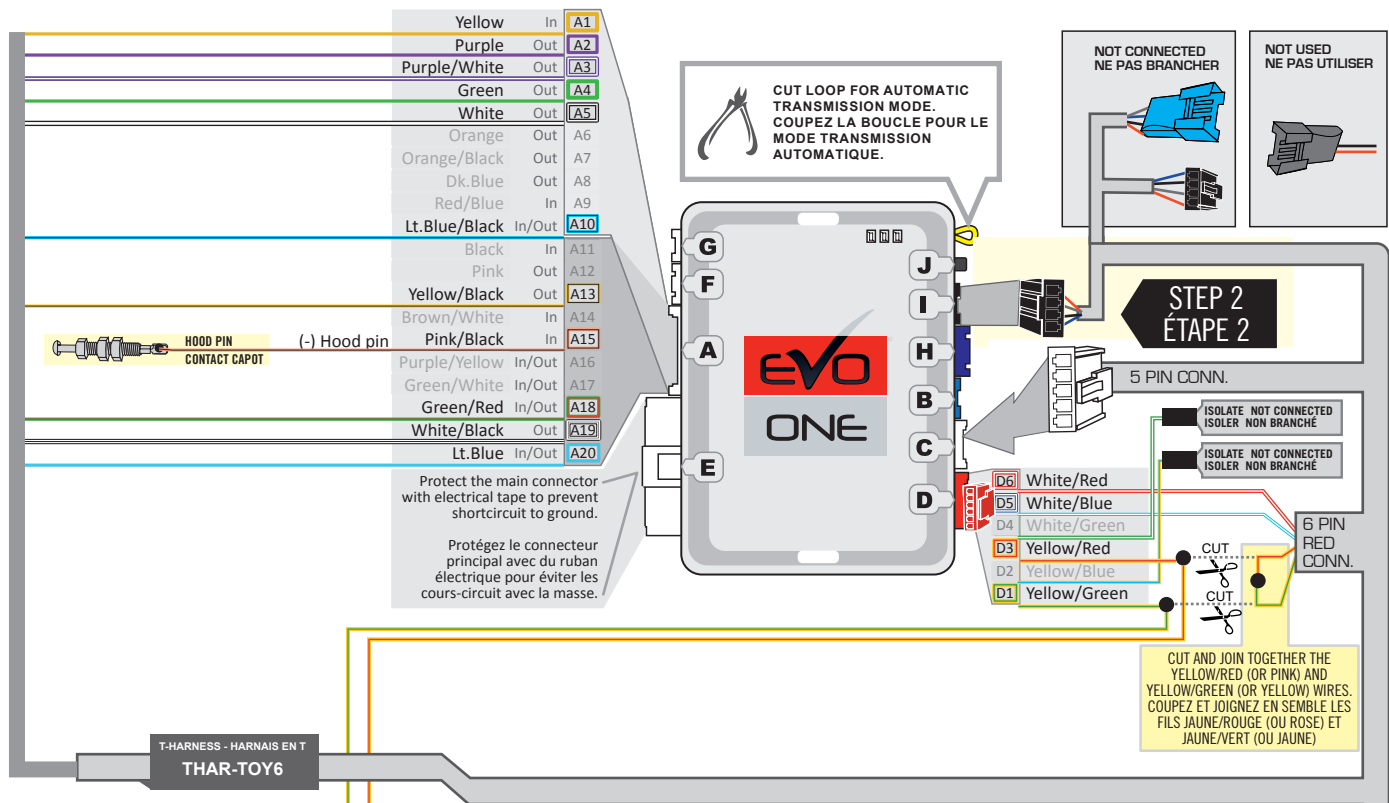 Yellow In A1
Purple Out A2
Purple/White Out A3
Green Out A4
White Out A5
Orange Out A6
Orange/Black Out A7
Dk.Blue Out A8
Red/Blue In A9
Lt.Blue/Black In/Out A10
Black In A11
Pink Out A12
Yellow/Black Out A13
Brown/White In A14
(-) Hood pin Pink/Black In A15
Purple/Yellow In/Out A16
Green/White In/Out A17
Green/Red In/Out A18
White/Black Out A19
Lt.Blue In/Out A20
HOOD PIN
CONTACT CAPOT
Protect the main connector
with electrical tape to prevent
shortcircuit to ground.
Protégez le connecteur
principal avec du ruban
électrique pour éviter les
cours-circuit avec la masse.
CUT LOOP FOR AUTOMATIC
TRANSMISSION MODE.
COUPEZ LA BOUCLE POUR LE
MODE TRANSMISSION
AUTOMATIQUE.
NOT CONNECTED
NE PAS BRANCHER
NOT USED
NE PAS UTILISER
G
F
A
E
J
I
H
B
C
D
EVO
ONE
STEP 2
ÉTAPE 2
5 PIN CONN.
ISOLATE NOT CONNECTED
ISOLER NON BRANCHÉ
ISOLATE NOT CONNECTED
ISOLER NON BRANCHÉ
D6 White/Red
D5 White/Blue
D4 White/Green
D3 Yellow/Red
D2 Yellow/Blue
D1 Yellow/Green
CUT
CUT
6 PIN
RED
CONN.
CUT AND JOIN TOGETHER THE
YELLOW/RED (OR PINK) AND
YELLOW/GREEN (OR YELLOW) WIRES.
COUPEZ ET JOIGNEZ EN SEMBLE LES
FILS JAUNE/ROUGE (OU ROSE) ET
JAUNE/VERT (OU JAUNE)
T-HARNESS - HARNAIS EN T
THAR-TOY6